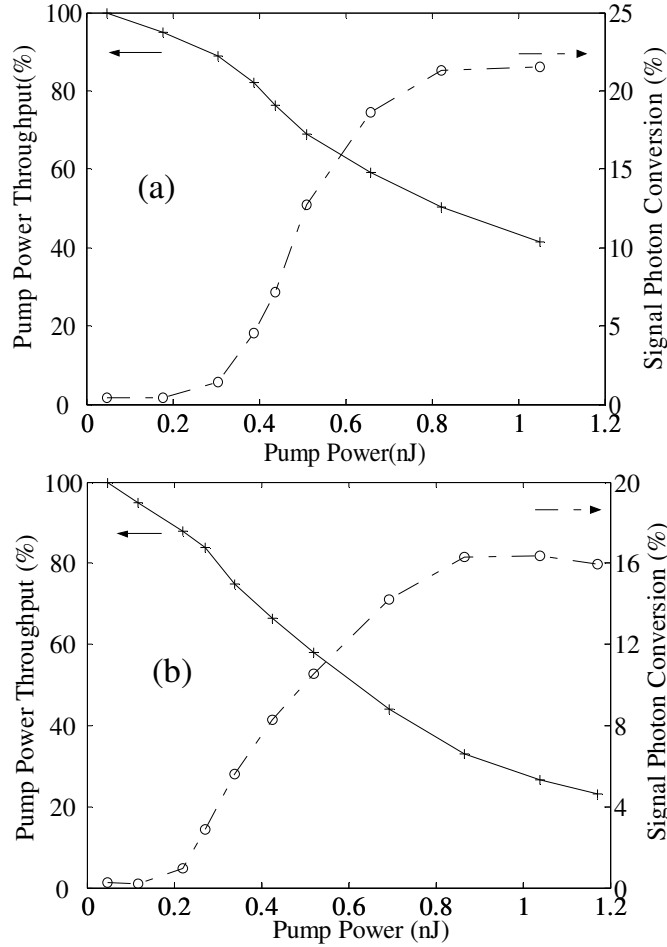 100
80
60
40
20
0
Pump Power Throughput(%)
(a)
25
20
15
10
5
0
Signal Photon Conversion (%)
0 0.2 0.4 0.6 0.8 1 1.2
Pump Power(nJ)
100
80
60
40
20
0
Pump Power Throughput (%)
(b)
20
16
12
8
4
0
Signal Photon Conversion (%)
0 0.2 0.4 0.6 0.8 1 1.2
Pump Power (nJ)